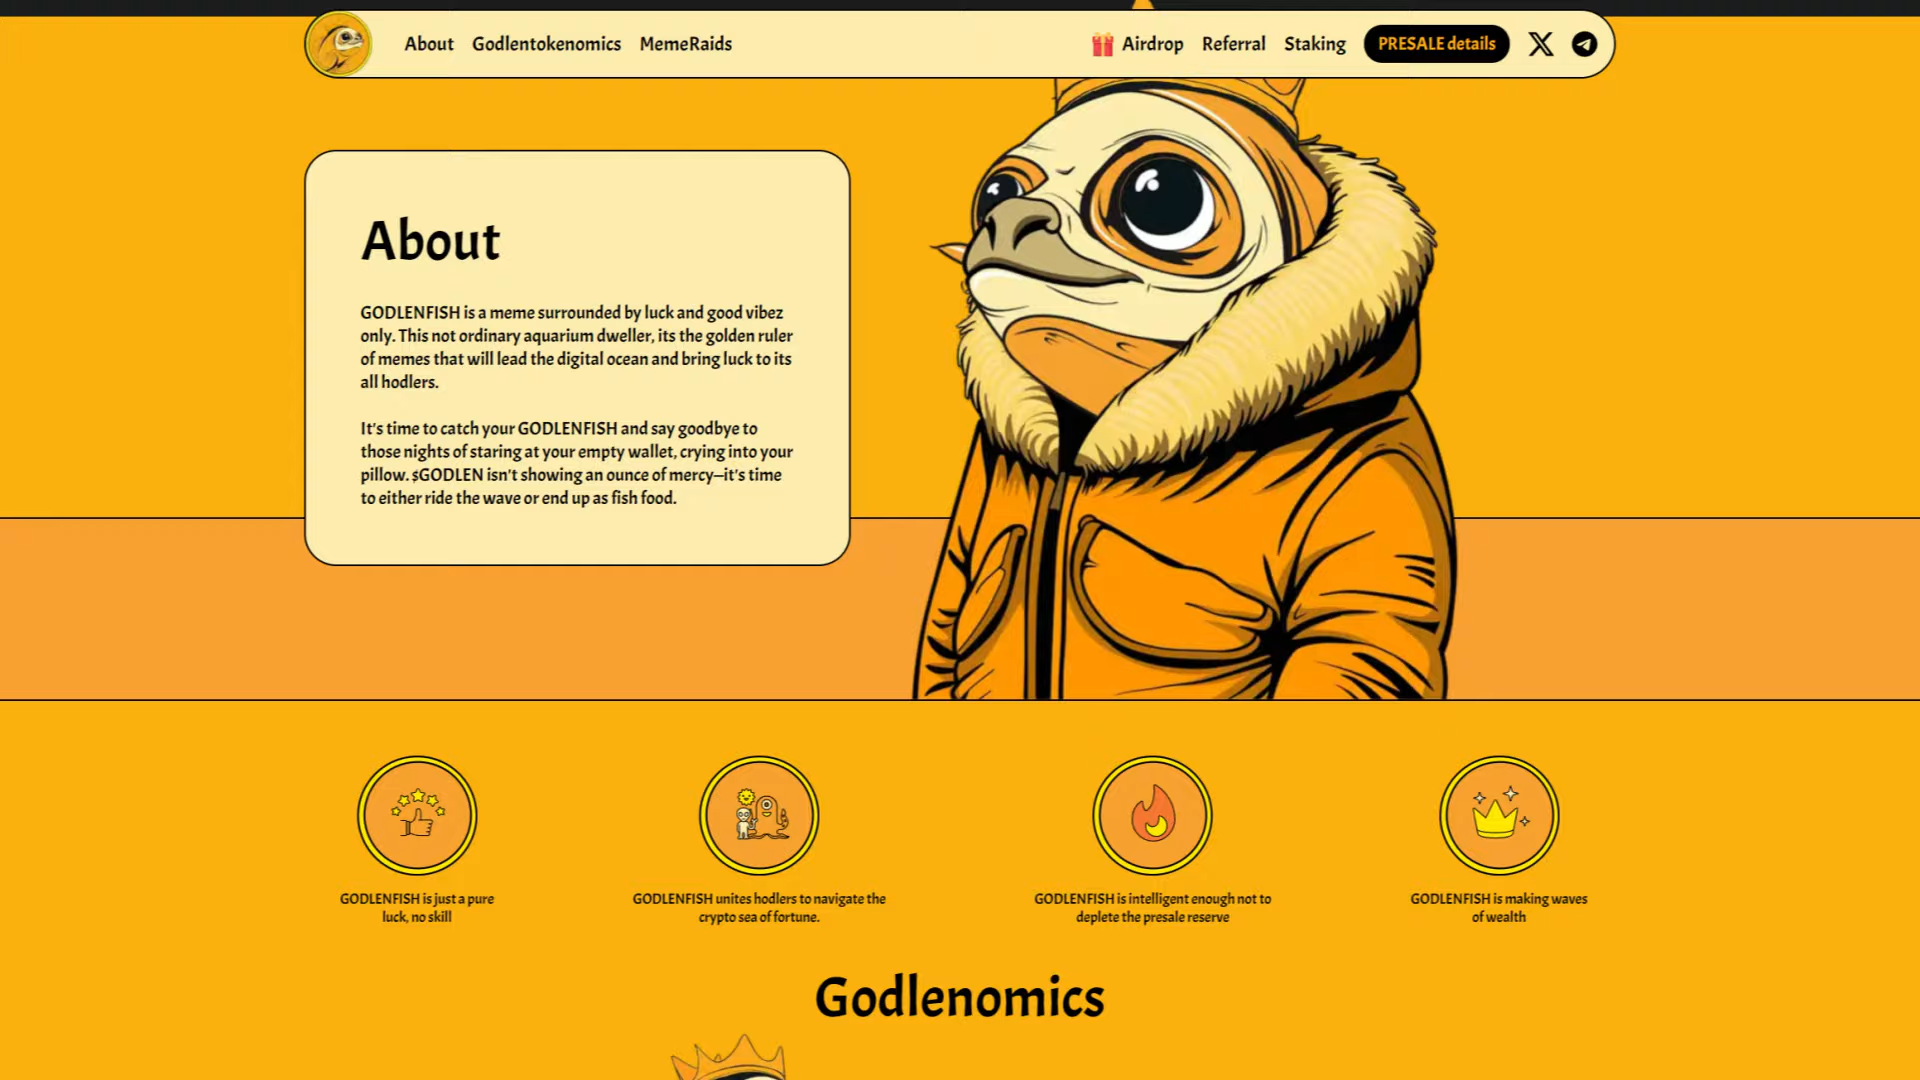 About
Godlentokenomics
MemeRaids
Airdrop
Referral
Staking
PRESALE details
About
GODLENFISH is a meme surrounded by luck and good vibez
only. This not ordinary aquarium dweller, its the golden ruler
of memes that will lead the digital ocean and bring luck to its
all hodlers.
It's time to catch your GODLENFISH and say goodbye to
those nights of staring at your empty wallet, crying into your
pillow. $GODLEN isn't showing an ounce of mercy—it's time
to either ride the wave or end up as fish food.
GODLENFISH is just a pure
luck, no skill
GODLENFISH unites hodlers to navigate the
crypto sea of fortune.
GODLENFISH is intelligent enough not to
deplete the presale reserve
GODLENFISH is making waves
of wealth
Godlenomics